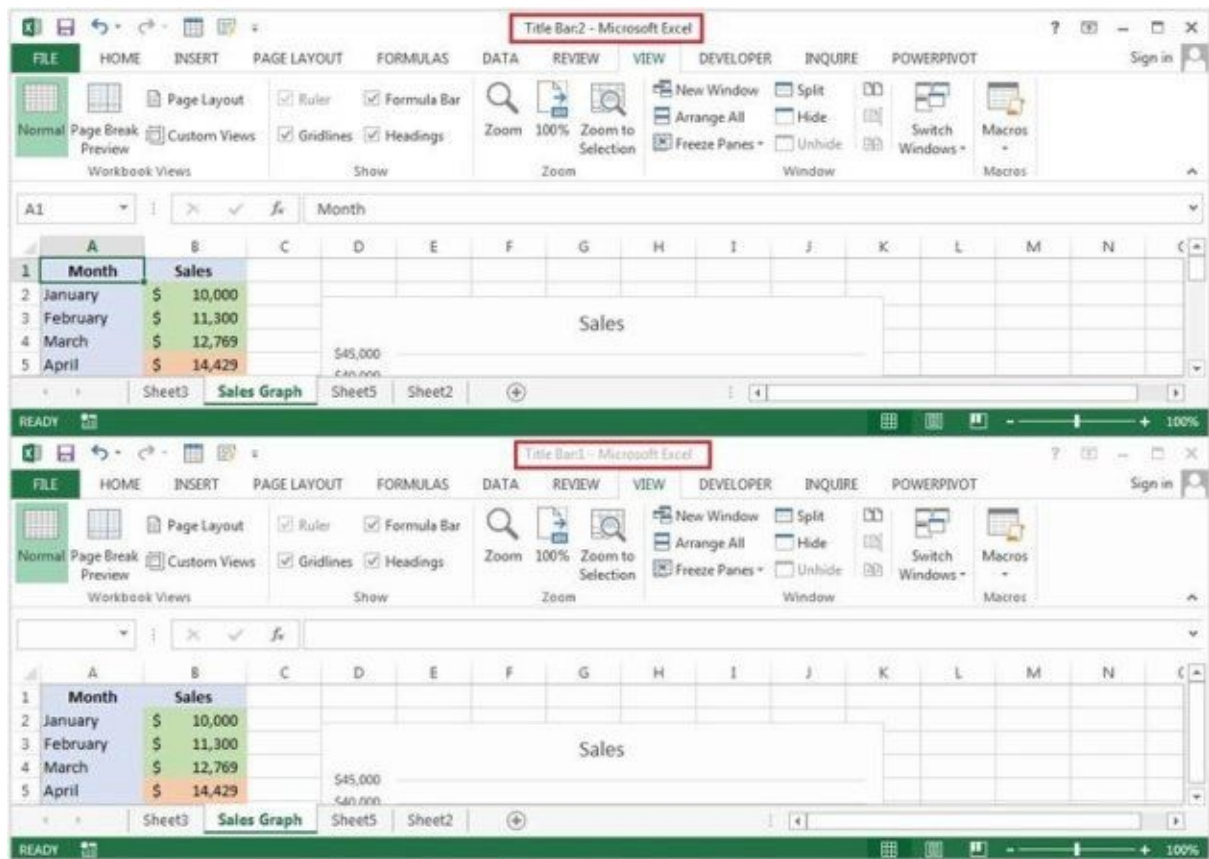 Title Bar:2 - Microsoft Excel
?
FILE HOME INSERT PAGE LAYOUT FORMULAS DATA REVIEW VIEW DEVELOPER INQUIRE POWERPIVOT Sign in
Page Layout Ruler Formula Bar New Window Split
Normal Page Break Preview Custom Views Gridlines Headings Zoom 100% Zoom to Selection Arrange All Hide Switch Windows Macros
Freeze Panes Unhide
Workbook Views Show Zoom Window Macros
A1 fx Month
A B C D E F G H I J K L M N
1 Month Sales
2 January $ 10,000
3 February $ 11,300 Sales
4 March $ 12,769
5 April $ 14,429 $45,000
$40,000
Sheet3 Sales Graph Sheet5 Sheet2
READY 100%
Title Bar:1 - Microsoft Excel
?
FILE HOME INSERT PAGE LAYOUT FORMULAS DATA REVIEW VIEW DEVELOPER INQUIRE POWERPIVOT Sign in
Page Layout Ruler Formula Bar New Window Split
Normal Page Break Preview Custom Views Gridlines Headings Zoom 100% Zoom to Selection Arrange All Hide Switch Windows Macros
Freeze Panes Unhide
Workbook Views Show Zoom Window Macros
fx
A B C D E F G H I J K L M N
1 Month Sales
2 January $ 10,000
3 February $ 11,300 Sales
4 March $ 12,769
5 April $ 14,429 $45,000
$40,000
Sheet3 Sales Graph Sheet5 Sheet2
READY 100%